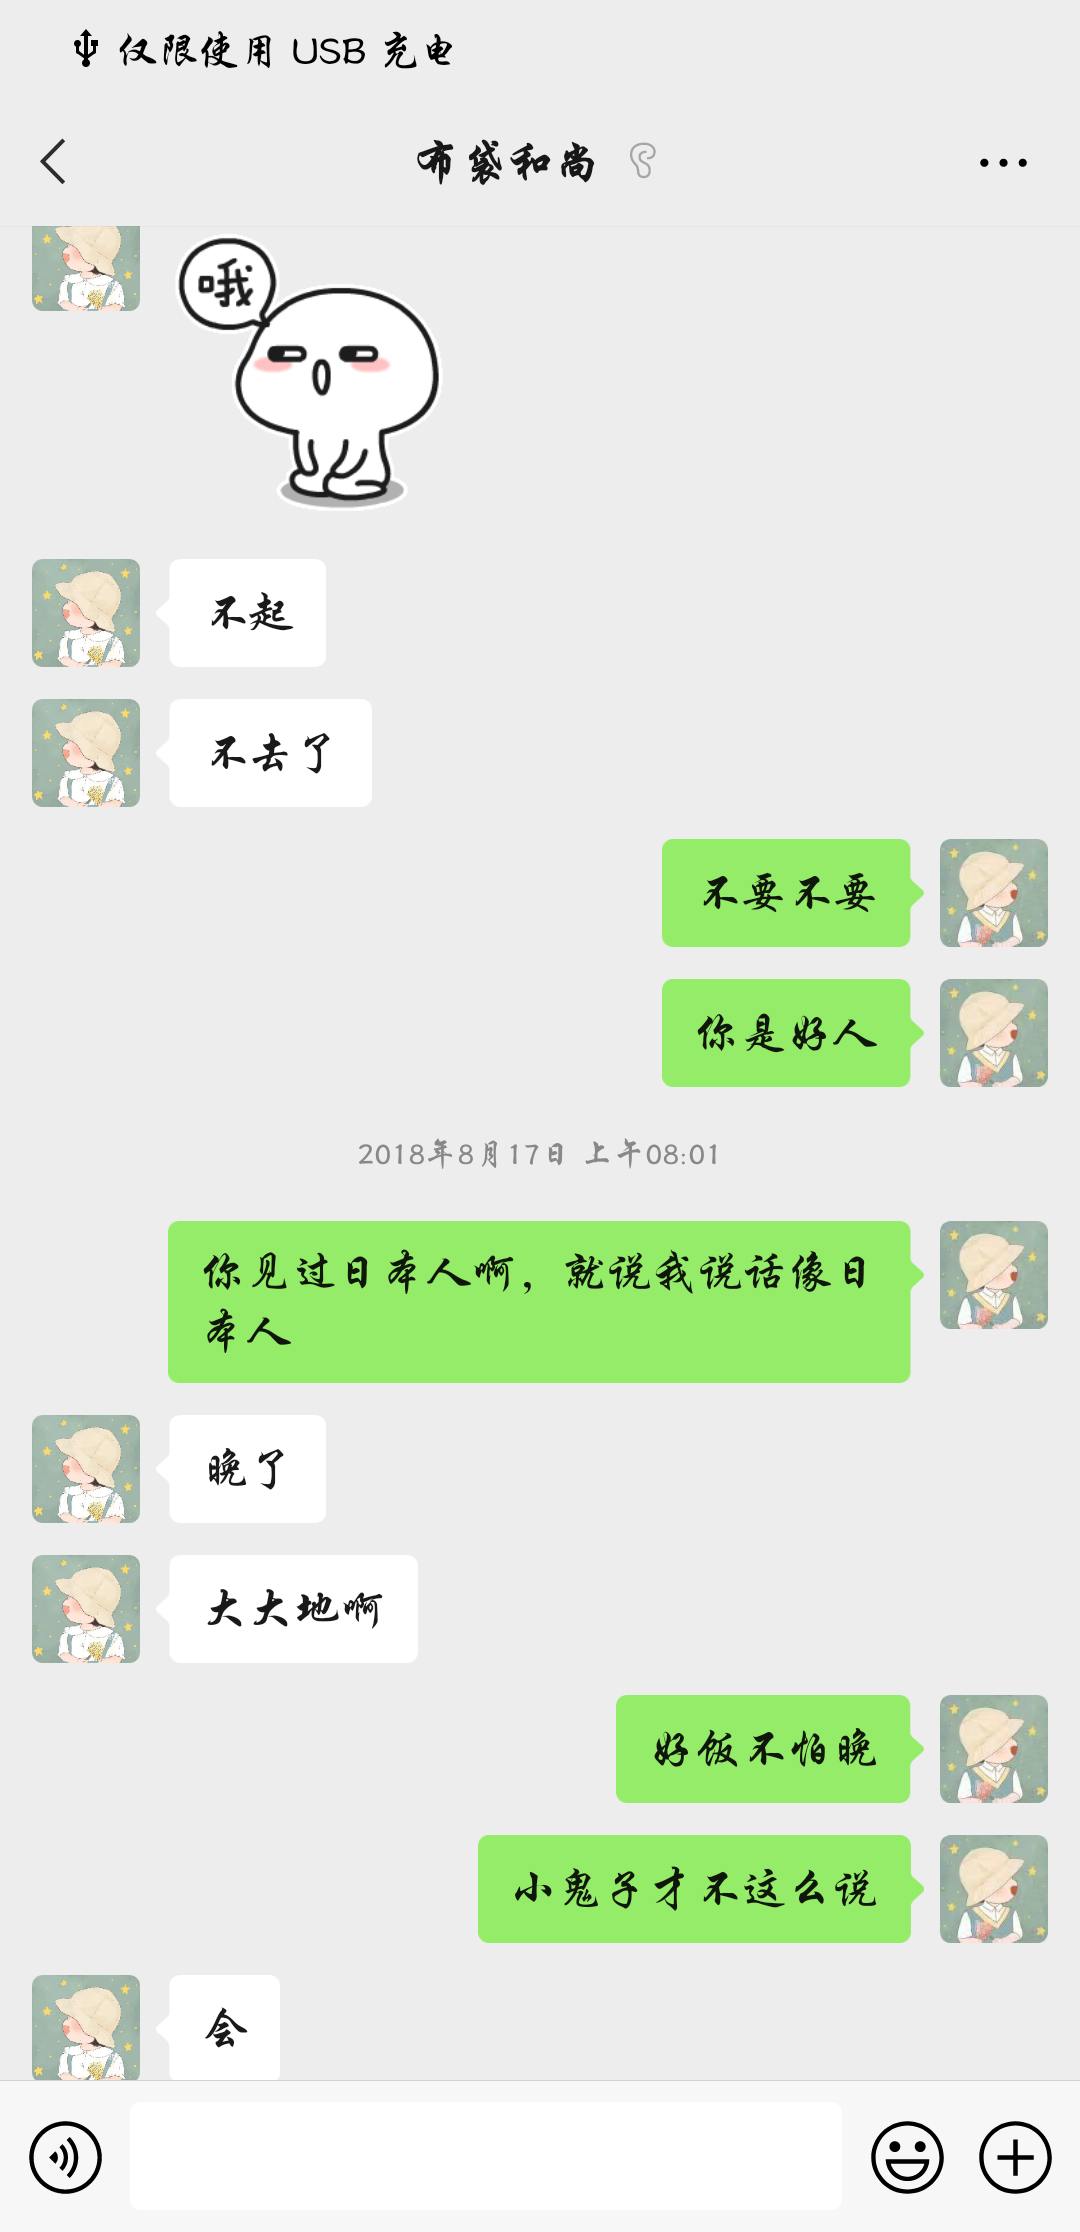 仅限使用 USB 充电
布袋和尚
哦
不起
不去了
不要不要
你是好人
2018年8月17日 上午08:01
你见过日本人啊，就说我说话像日
本人
晚了
大大地啊
好饭不怕晚
小鬼子才不这么说
会